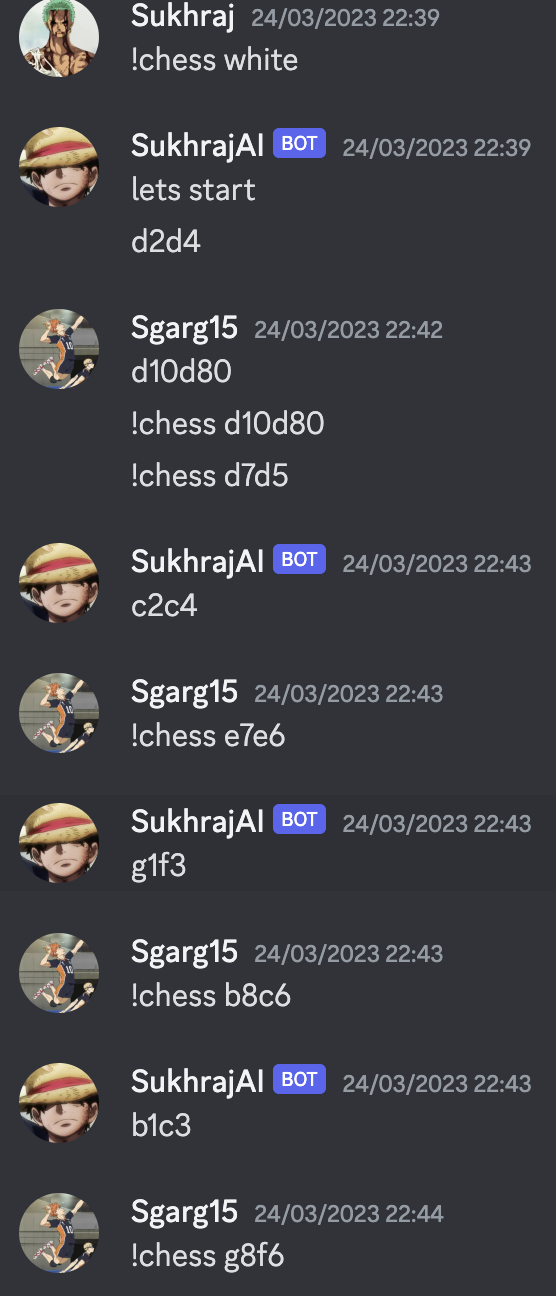 Sukhraj 24/03/2023 22:39
!chess white
SukhrajAI BOT 24/03/2023 22:39
lets start
d2d4
Sgarg15 24/03/2023 22:42
d10d80
!chess d10d80
!chess d7d5
SukhrajAI BOT 24/03/2023 22:43
c2c4
Sgarg15 24/03/2023 22:43
!chess e7e6
SukhrajAI BOT 24/03/2023 22:43
g1f3
Sgarg15 24/03/2023 22:43
!chess b8c6
SukhrajAI BOT 24/03/2023 22:43
b1c3
Sgarg15 24/03/2023 22:44
!chess g8f6